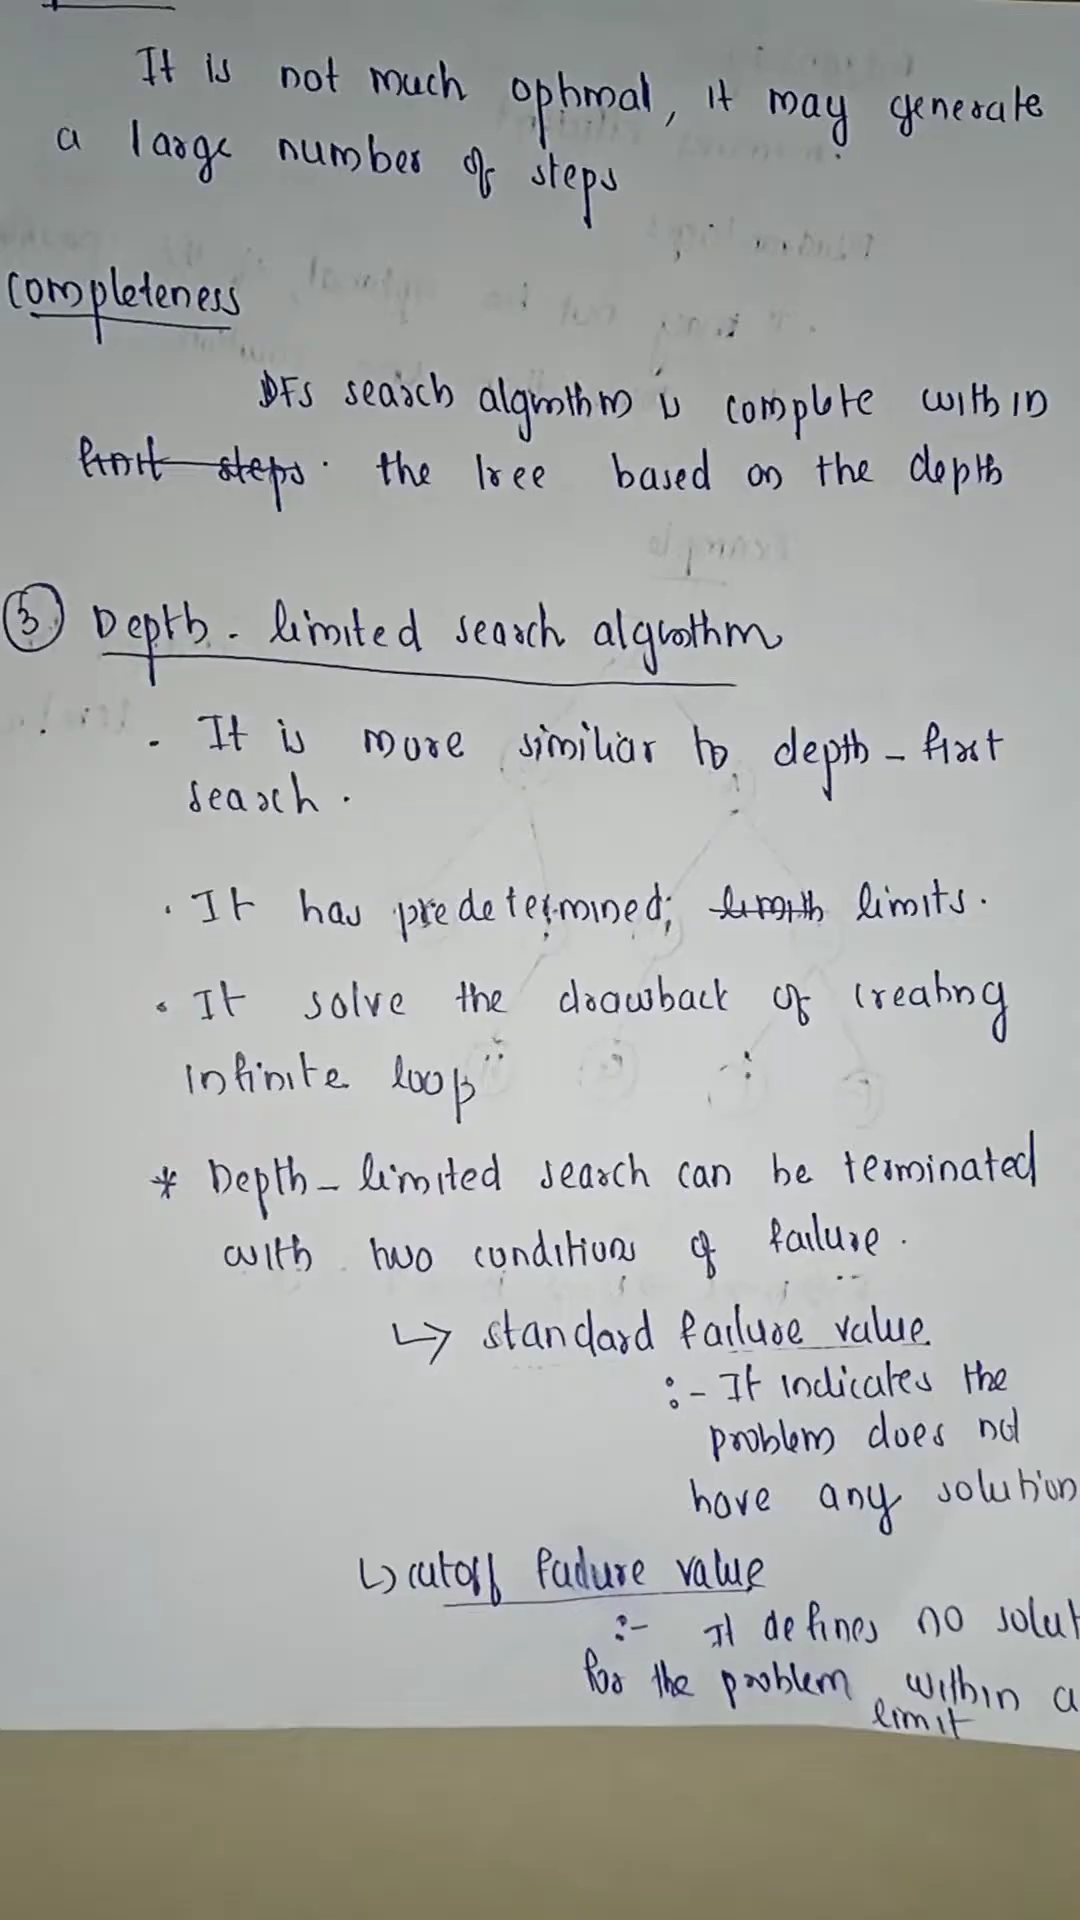 It is not much optimal, it may generate
a large number of steps
Completeness
DFS search algorithm is complete within
finit steps. the tree based on the depth
③ Depth - limited search algorithm
. It is more similiar to depth - first
search.
. It has predetermined; limith limits.
. It solve the drawback of creating
infinite loop
* Depth - limited search can be terminated
with two conditions of failure.
↳ standard failure value
:- It indicates the
problem does not
have any solution
↳ cutoff failure value
:- It defines no solut
for the problem within a
limit